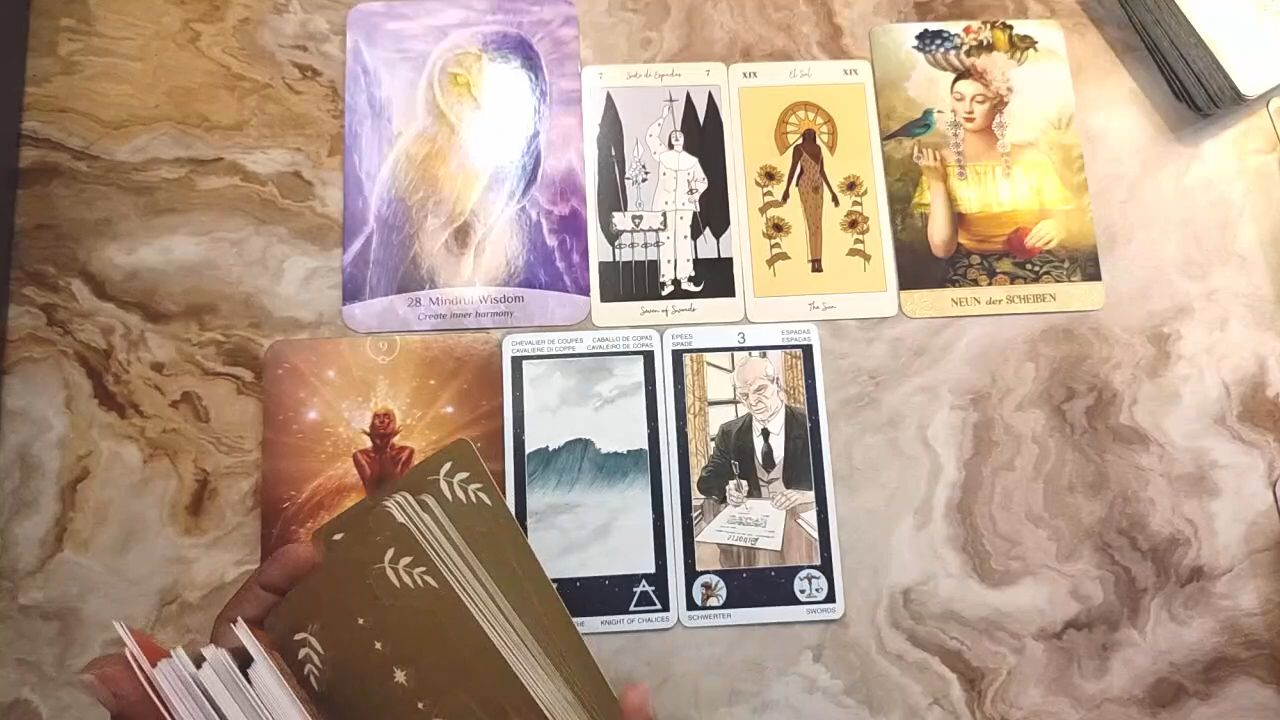 28. Mindful Wisdom
Create inner harmony
7 Siete de Espadas 7
Seven of Swords
XIX El Sol XIX
The Sun
NEUN der SCHEIBEN
9
CHEVALIER DE COUPES CABALLO DE COPAS
CAVALIERE DI COPPE CAVALEIRO DE COPAS
KNIGHT OF CHALICES
EPEES 3 ESPADAS
SPADE ESPADAS
Divorce
SCHWERTER SWORDS